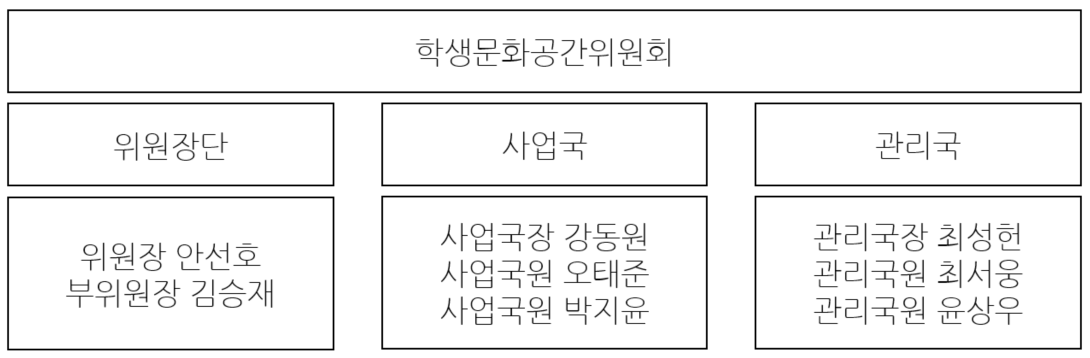 학생문화공간위원회
위원장단
사업국
관리국
위원장 안선호
부위원장 김승재
사업국장 강동원
사업국원 오태준
사업국원 박지윤
관리국장 최성헌
관리국원 최서웅
관리국원 윤상우